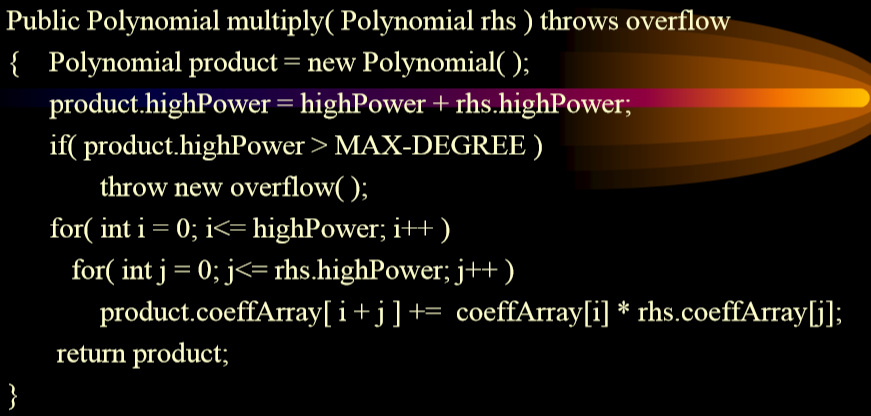 Public Polynomial multiply( Polynomial rhs ) throws overflow
{ Polynomial product = new Polynomial( );
product.highPower = highPower + rhs.highPower;
if( product.highPower > MAX-DEGREE )
throw new overflow( );
for( int i = 0; i<= highPower; i++ )
for( int j = 0; j<= rhs.highPower; j++ )
product.coeffArray[ i + j ] += coeffArray[i] * rhs.coeffArray[j];
return product;
}